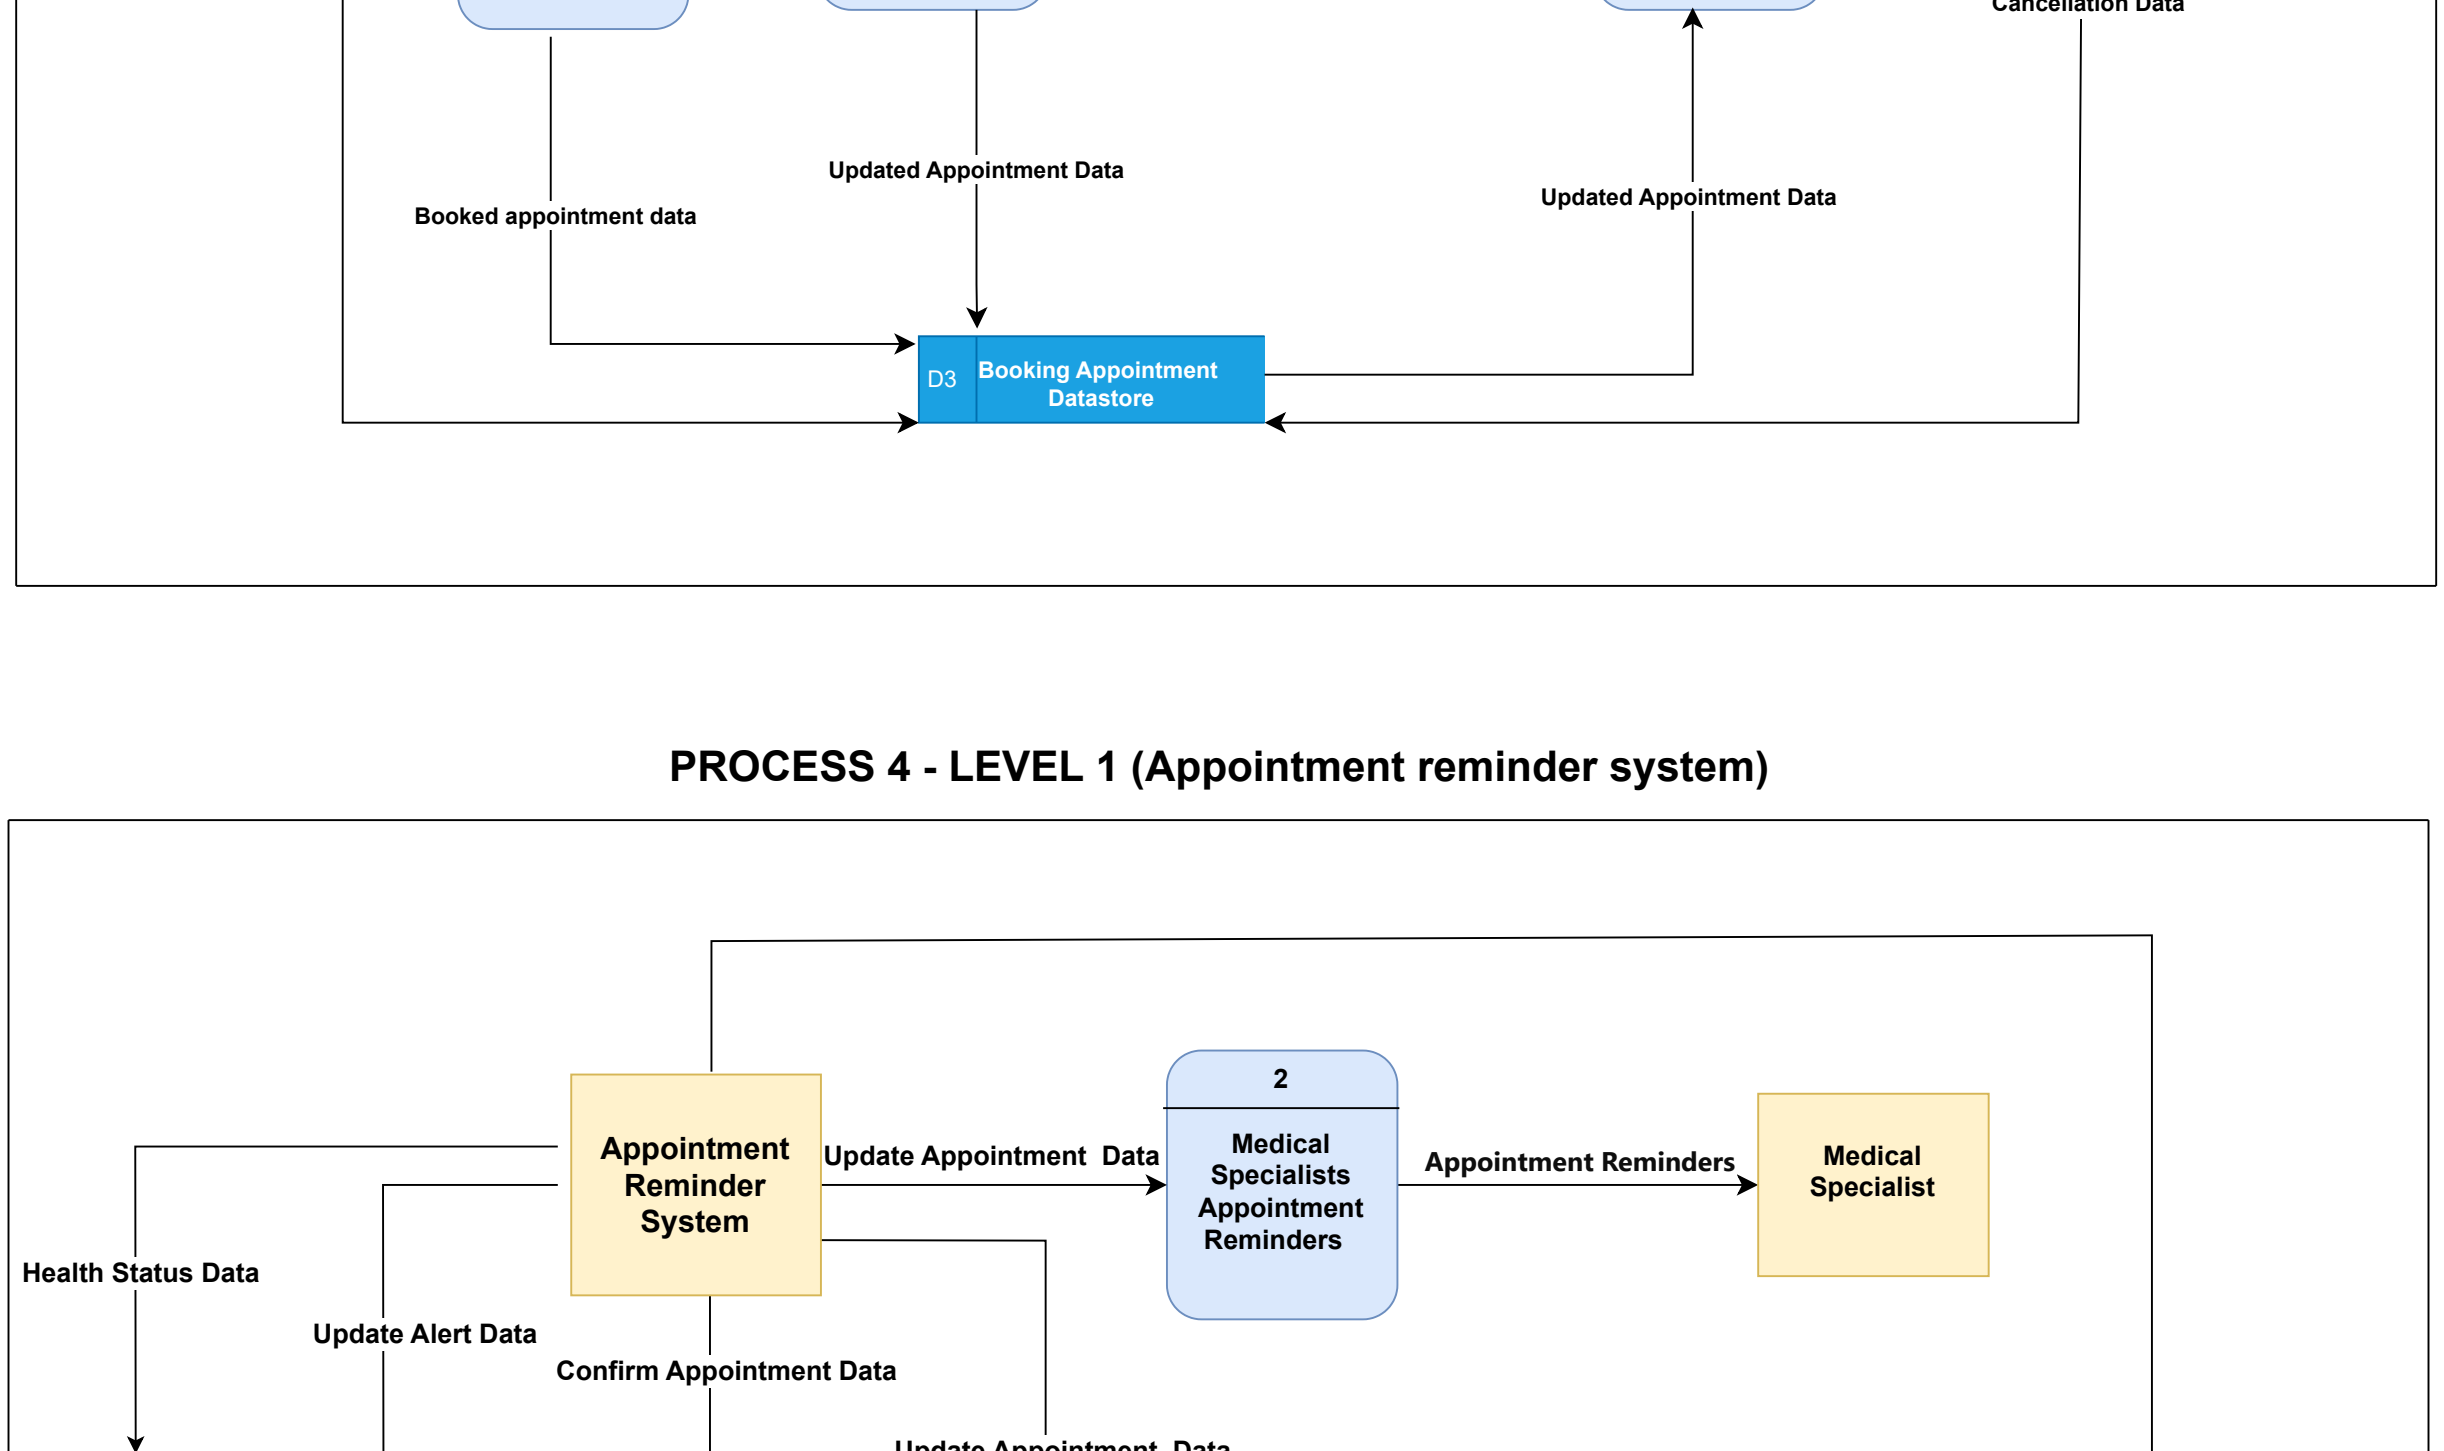 Cancellation Data
Updated Appointment Data
Updated Appointment Data
Booked appointment data
D3
Booking Appointment
Datastore
PROCESS 4 - LEVEL 1 (Appointment reminder system)
2
Appointment
Reminder
System
Update Appointment  Data
Medical
Specialists
Appointment
Reminders
Appointment Reminders
Medical
Specialist
Health Status Data
Update Alert Data
Confirm Appointment Data
Update Appointment  Data